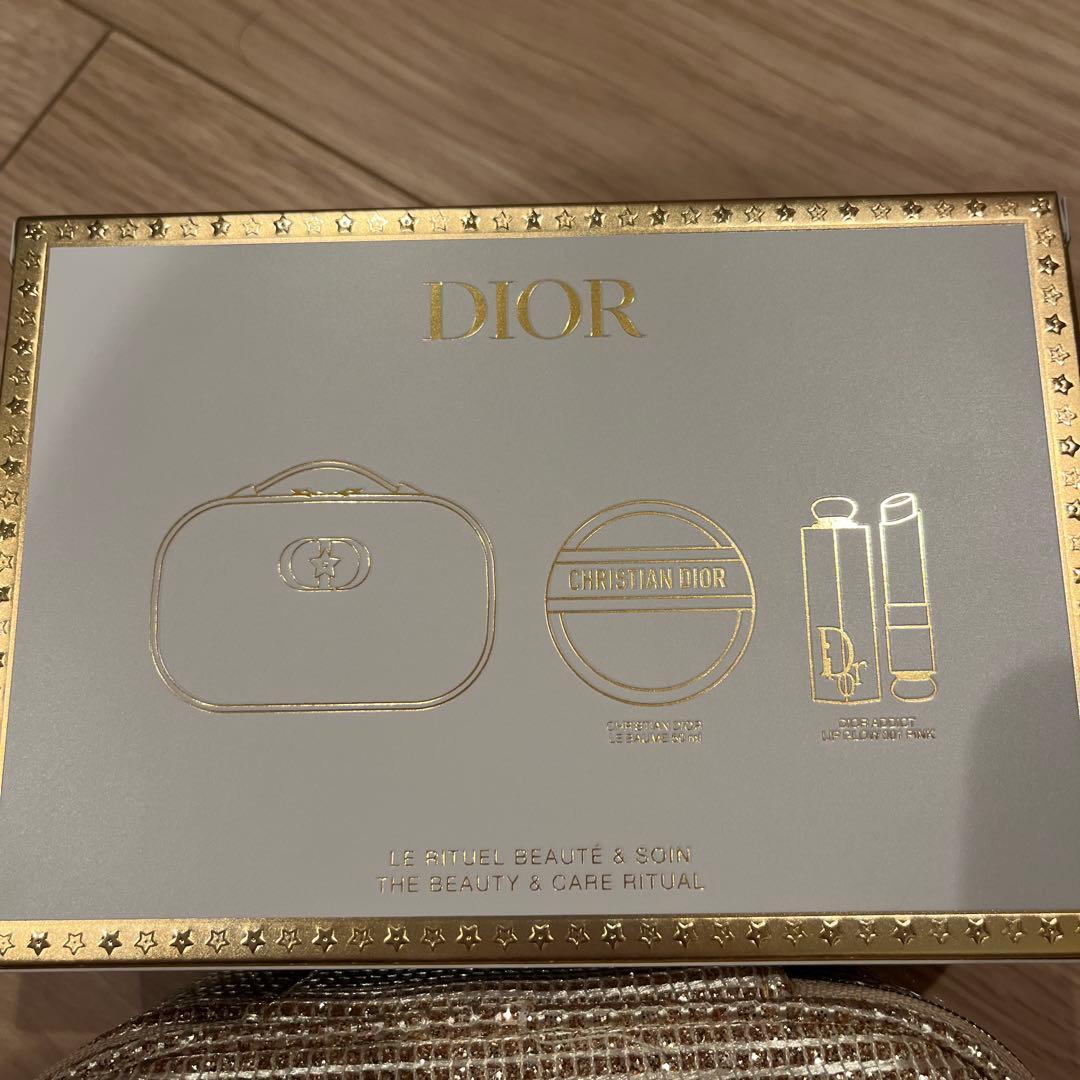 DIOR
CHRISTIAN DIOR
Dior
CHRISTIAN DIOR
LE BAUME 50 ml
DIOR ADDICT
LIP GLOW 001 PINK
LE RITUEL BEAUTÉ & SOIN
THE BEAUTY & CARE RITUAL